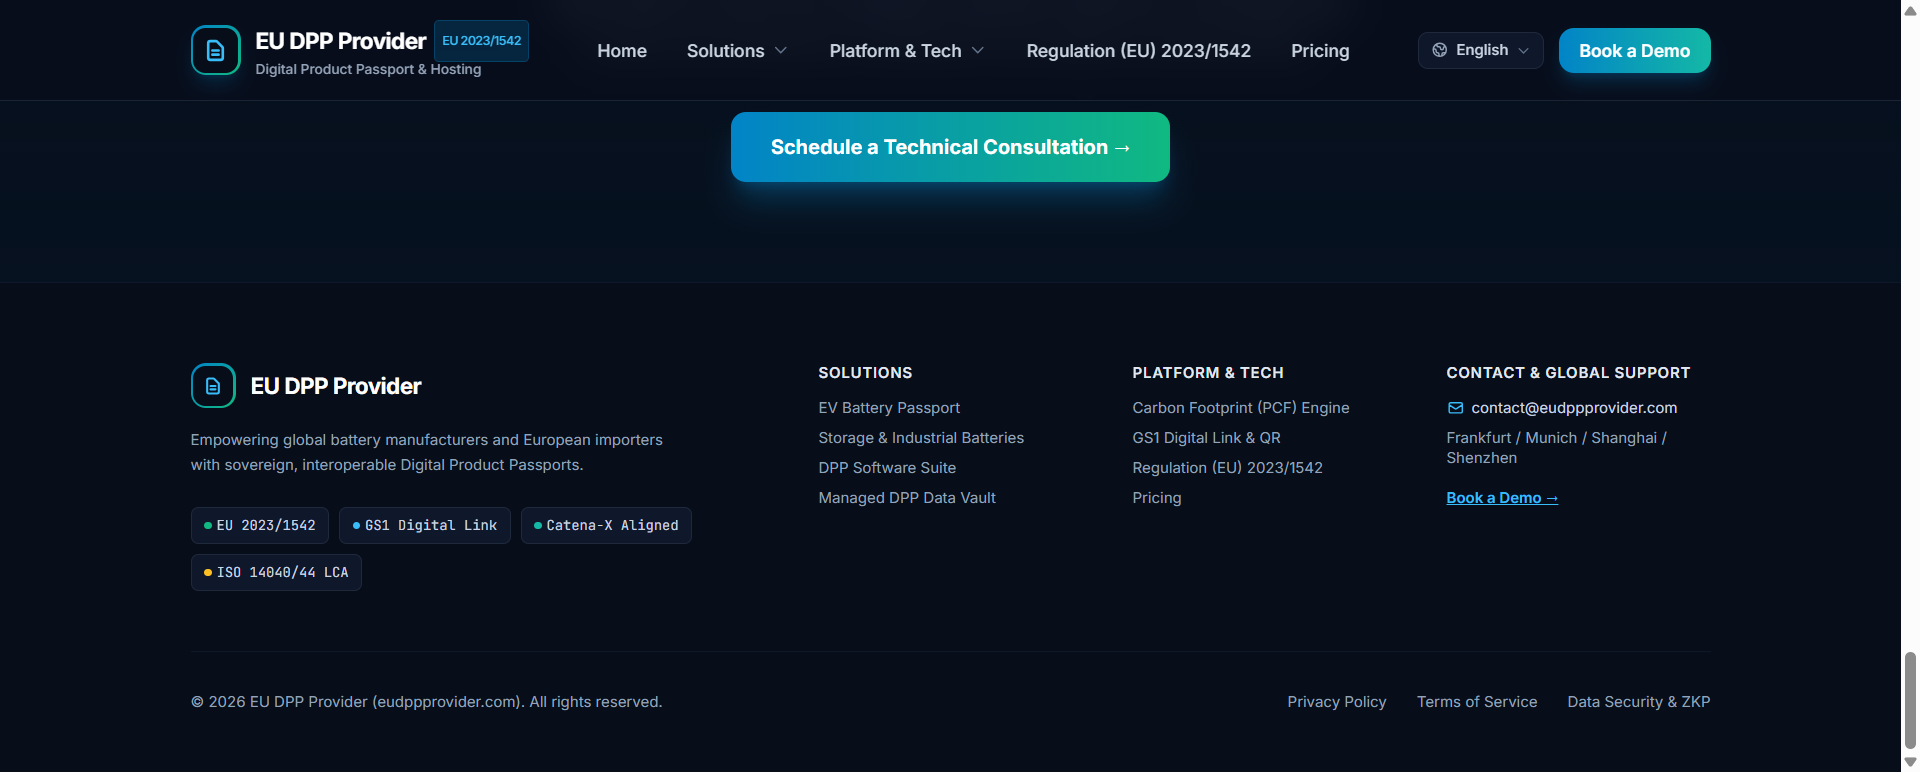 EU DPP Provider
EU 2023/1542
Digital Product Passport & Hosting
Home
Solutions
Platform & Tech
Regulation (EU) 2023/1542
Pricing
English
Book a Demo
Schedule a Technical Consultation →
EU DPP Provider
Empowering global battery manufacturers and European importers
with sovereign, interoperable Digital Product Passports.
EU 2023/1542
GS1 Digital Link
Catena-X Aligned
ISO 14040/44 LCA
SOLUTIONS
EV Battery Passport
Storage & Industrial Batteries
DPP Software Suite
Managed DPP Data Vault
PLATFORM & TECH
Carbon Footprint (PCF) Engine
GS1 Digital Link & QR
Regulation (EU) 2023/1542
Pricing
CONTACT & GLOBAL SUPPORT
contact@eudppprovider.com
Frankfurt / Munich / Shanghai /
Shenzhen
Book a Demo →
© 2026 EU DPP Provider (eudppprovider.com). All rights reserved.
Privacy Policy
Terms of Service
Data Security & ZKP